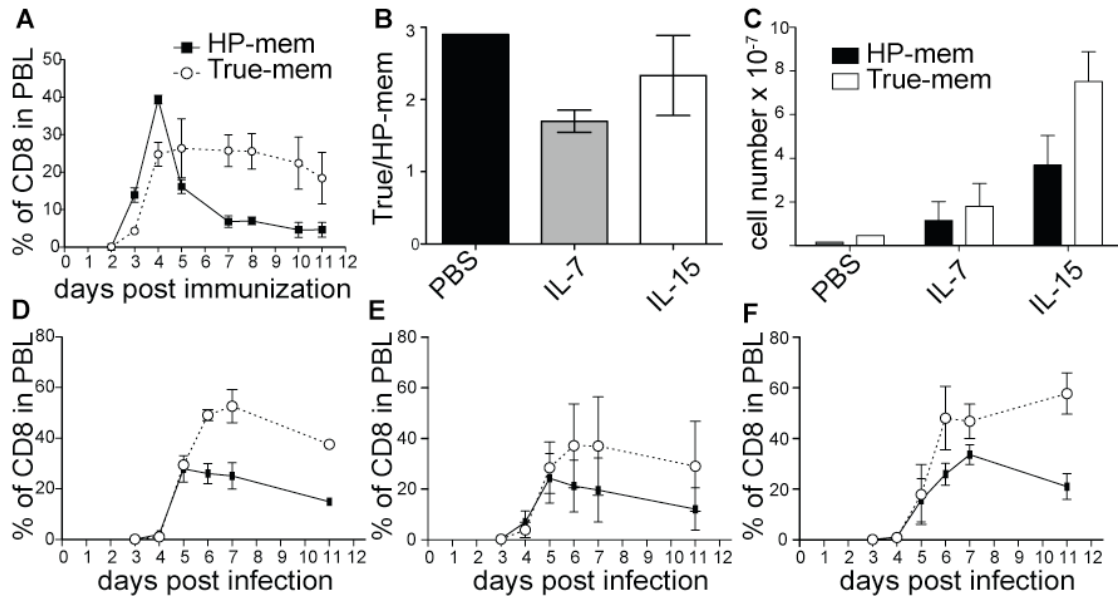 A
HP-mem
True-mem
% of CD8 in PBL
50
40
30
20
10
0
0 1 2 3 4 5 6 7 8 9 10 11 12
days post immunization
B
True/HP-mem
3
2
1
0
PBS
IL-7
IL-15
C
HP-mem
True-mem
cell number x 10-7
10
8
6
4
2
PBS
IL-7
IL-15
D
% of CD8 in PBL
80
60
40
20
0
0 1 2 3 4 5 6 7 8 9 10 11 12
days post infection
E
% of CD8 in PBL
80
60
40
20
0
0 1 2 3 4 5 6 7 8 9 10 11 12
days post infection
F
% of CD8 in PBL
80
60
40
20
0
0 1 2 3 4 5 6 7 8 9 10 11 12
days post infection